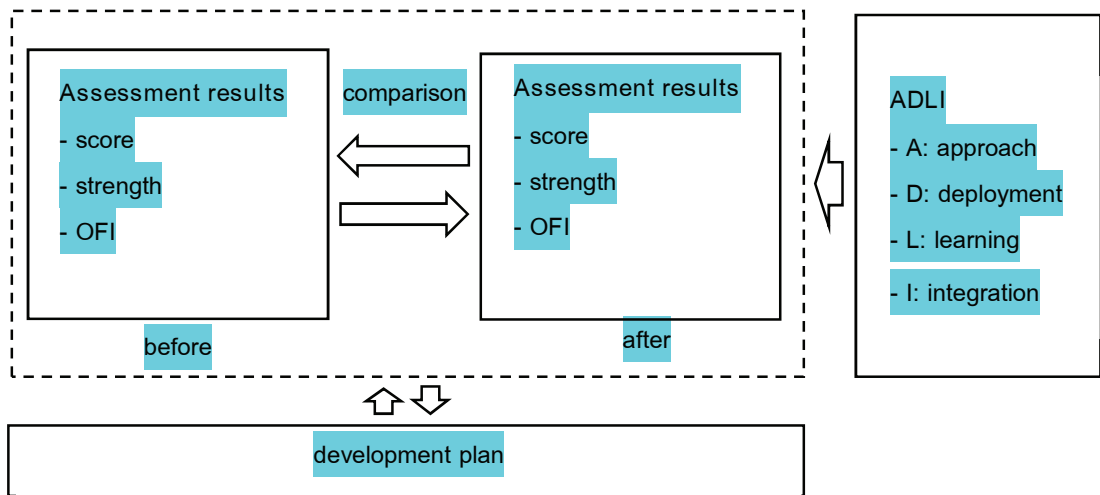 Assessment results
- score
- strength
- OFI
before
comparison
Assessment results
- score
- strength
- OFI
after
ADLI
- A: approach
- D: deployment
- L: learning
- I: integration
development plan